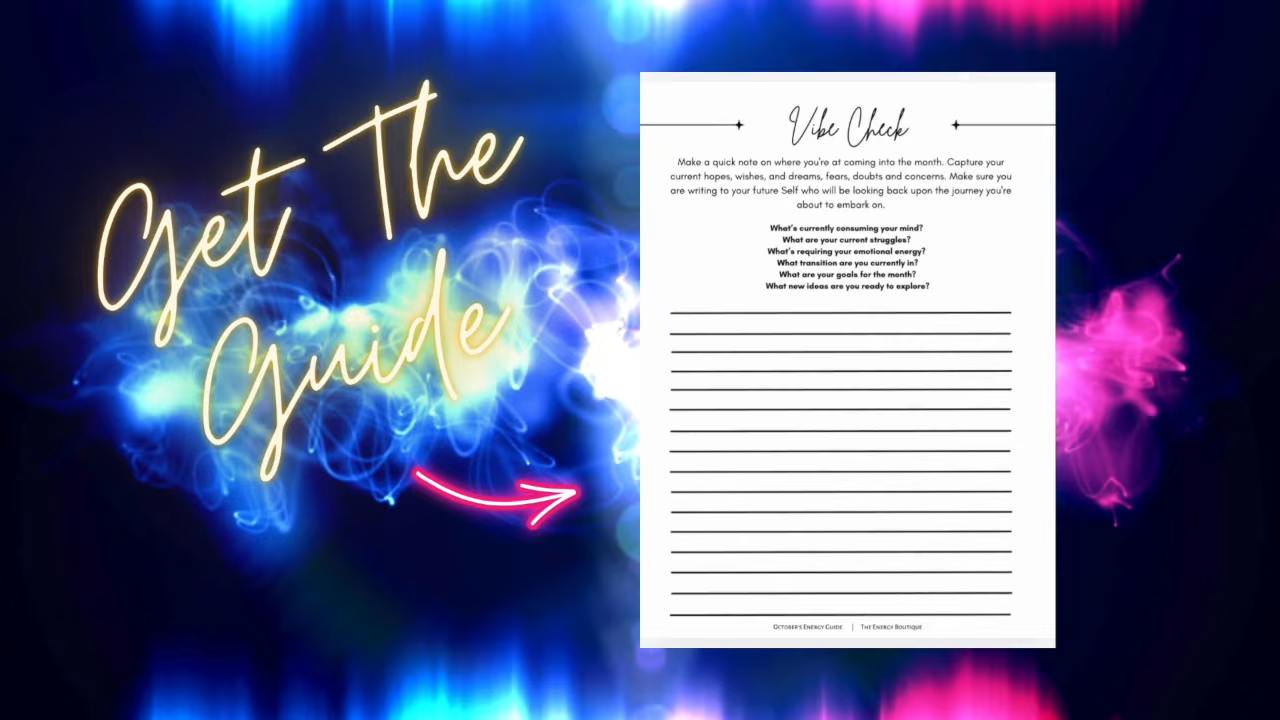 Get The
Guide
Vibe Check
Make a quick note on where you're at coming into the month. Capture your
current hopes, wishes, and dreams, fears, doubts and concerns. Make sure you
are writing to your future Self who will be looking back upon the journey you're
about to embark on.
What's currently consuming your mind?
What are your current struggles?
What's requiring your emotional energy?
What transition are you currently in?
What are your goals for the month?
What new ideas are you ready to explore?
October's Energy Guide | The Energy Boutique